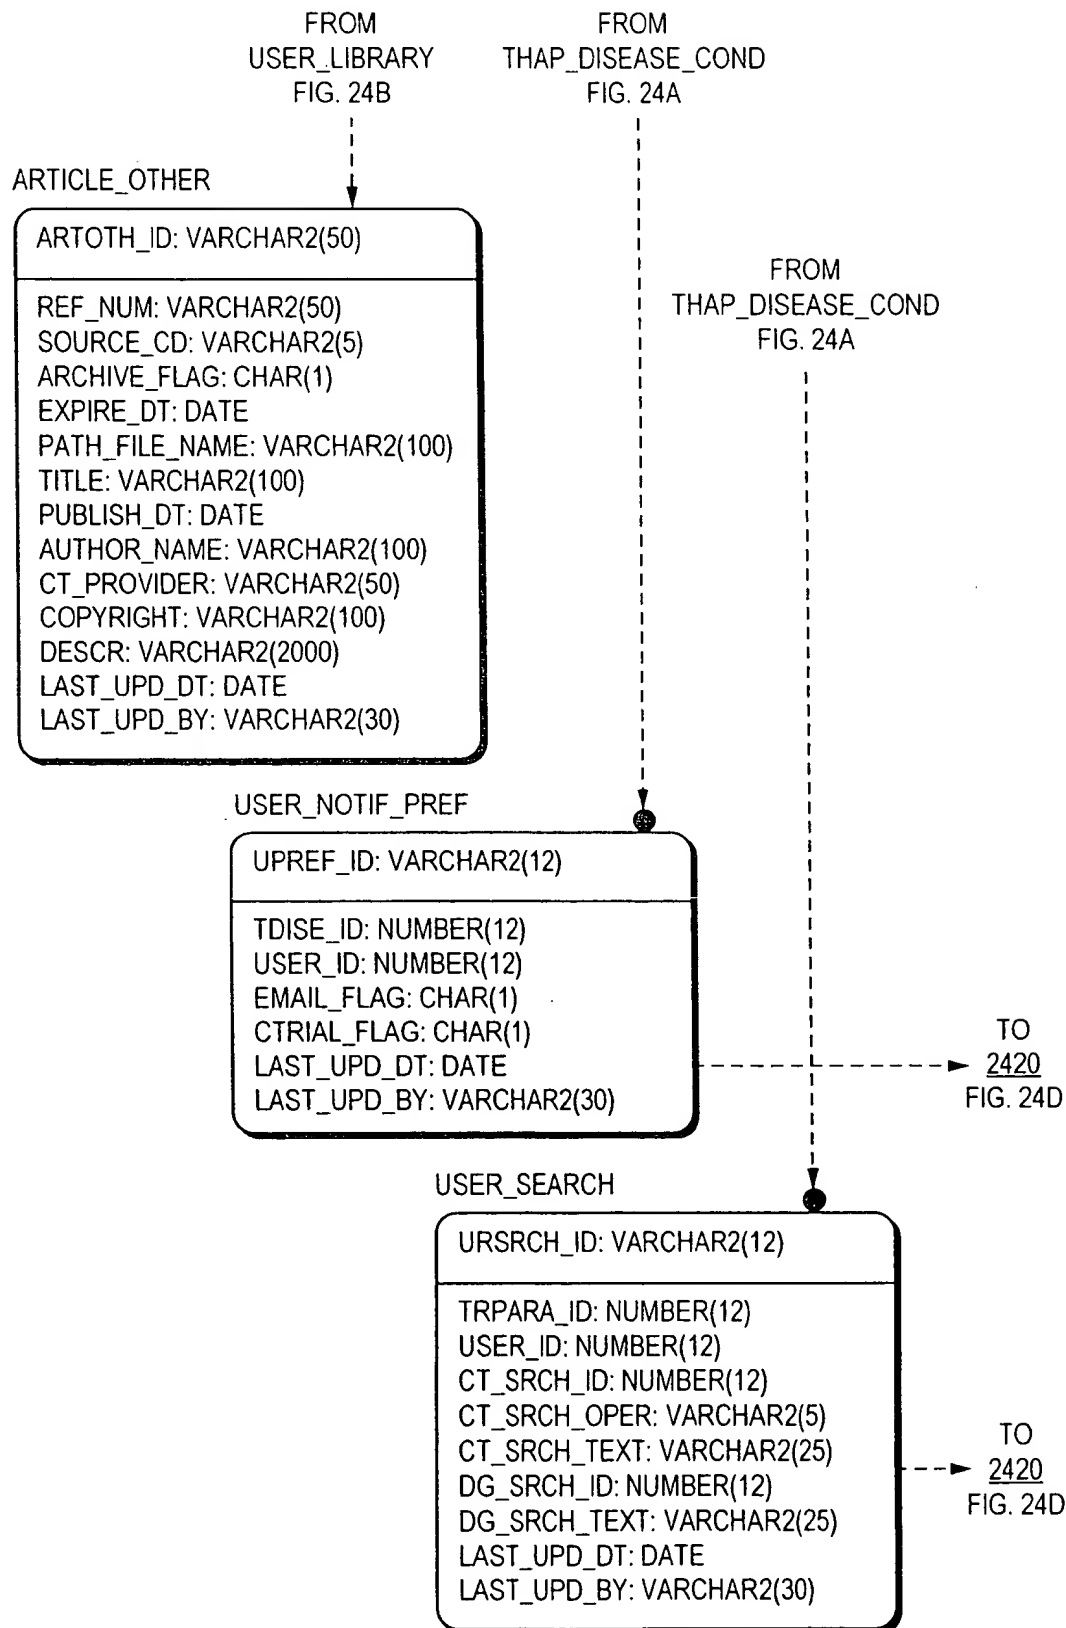 FROM
USER_LIBRARY
FIG. 24B
FROM
THAP_DISEASE_COND
FIG. 24A
ARTICLE_OTHER
ARTOTH_ID: VARCHAR2(50)
REF_NUM: VARCHAR2(50)
SOURCE_CD: VARCHAR2(5)
ARCHIVE_FLAG: CHAR(1)
EXPIRE_DT: DATE
PATH_FILE_NAME: VARCHAR2(100)
TITLE: VARCHAR2(100)
PUBLISH_DT: DATE
AUTHOR_NAME: VARCHAR2(100)
CT_PROVIDER: VARCHAR2(50)
COPYRIGHT: VARCHAR2(100)
DESCR: VARCHAR2(2000)
LAST_UPD_DT: DATE
LAST_UPD_BY: VARCHAR2(30)
FROM
THAP_DISEASE_COND
FIG. 24A
USER_NOTIF_PREF
UPREF_ID: VARCHAR2(12)
TDISE_ID: NUMBER(12)
USER_ID: NUMBER(12)
EMAIL_FLAG: CHAR(1)
CTRIAL_FLAG: CHAR(1)
LAST_UPD_DT: DATE
LAST_UPD_BY: VARCHAR2(30)
TO
2420
FIG. 24D
USER_SEARCH
URSRCH_ID: VARCHAR2(12)
TRPARA_ID: NUMBER(12)
USER_ID: NUMBER(12)
CT_SRCH_ID: NUMBER(12)
CT_SRCH_OPER: VARCHAR2(5)
CT_SRCH_TEXT: VARCHAR2(25)
DG_SRCH_ID: NUMBER(12)
DG_SRCH_TEXT: VARCHAR2(25)
LAST_UPD_DT: DATE
LAST_UPD_BY: VARCHAR2(30)
TO
2420
FIG. 24D